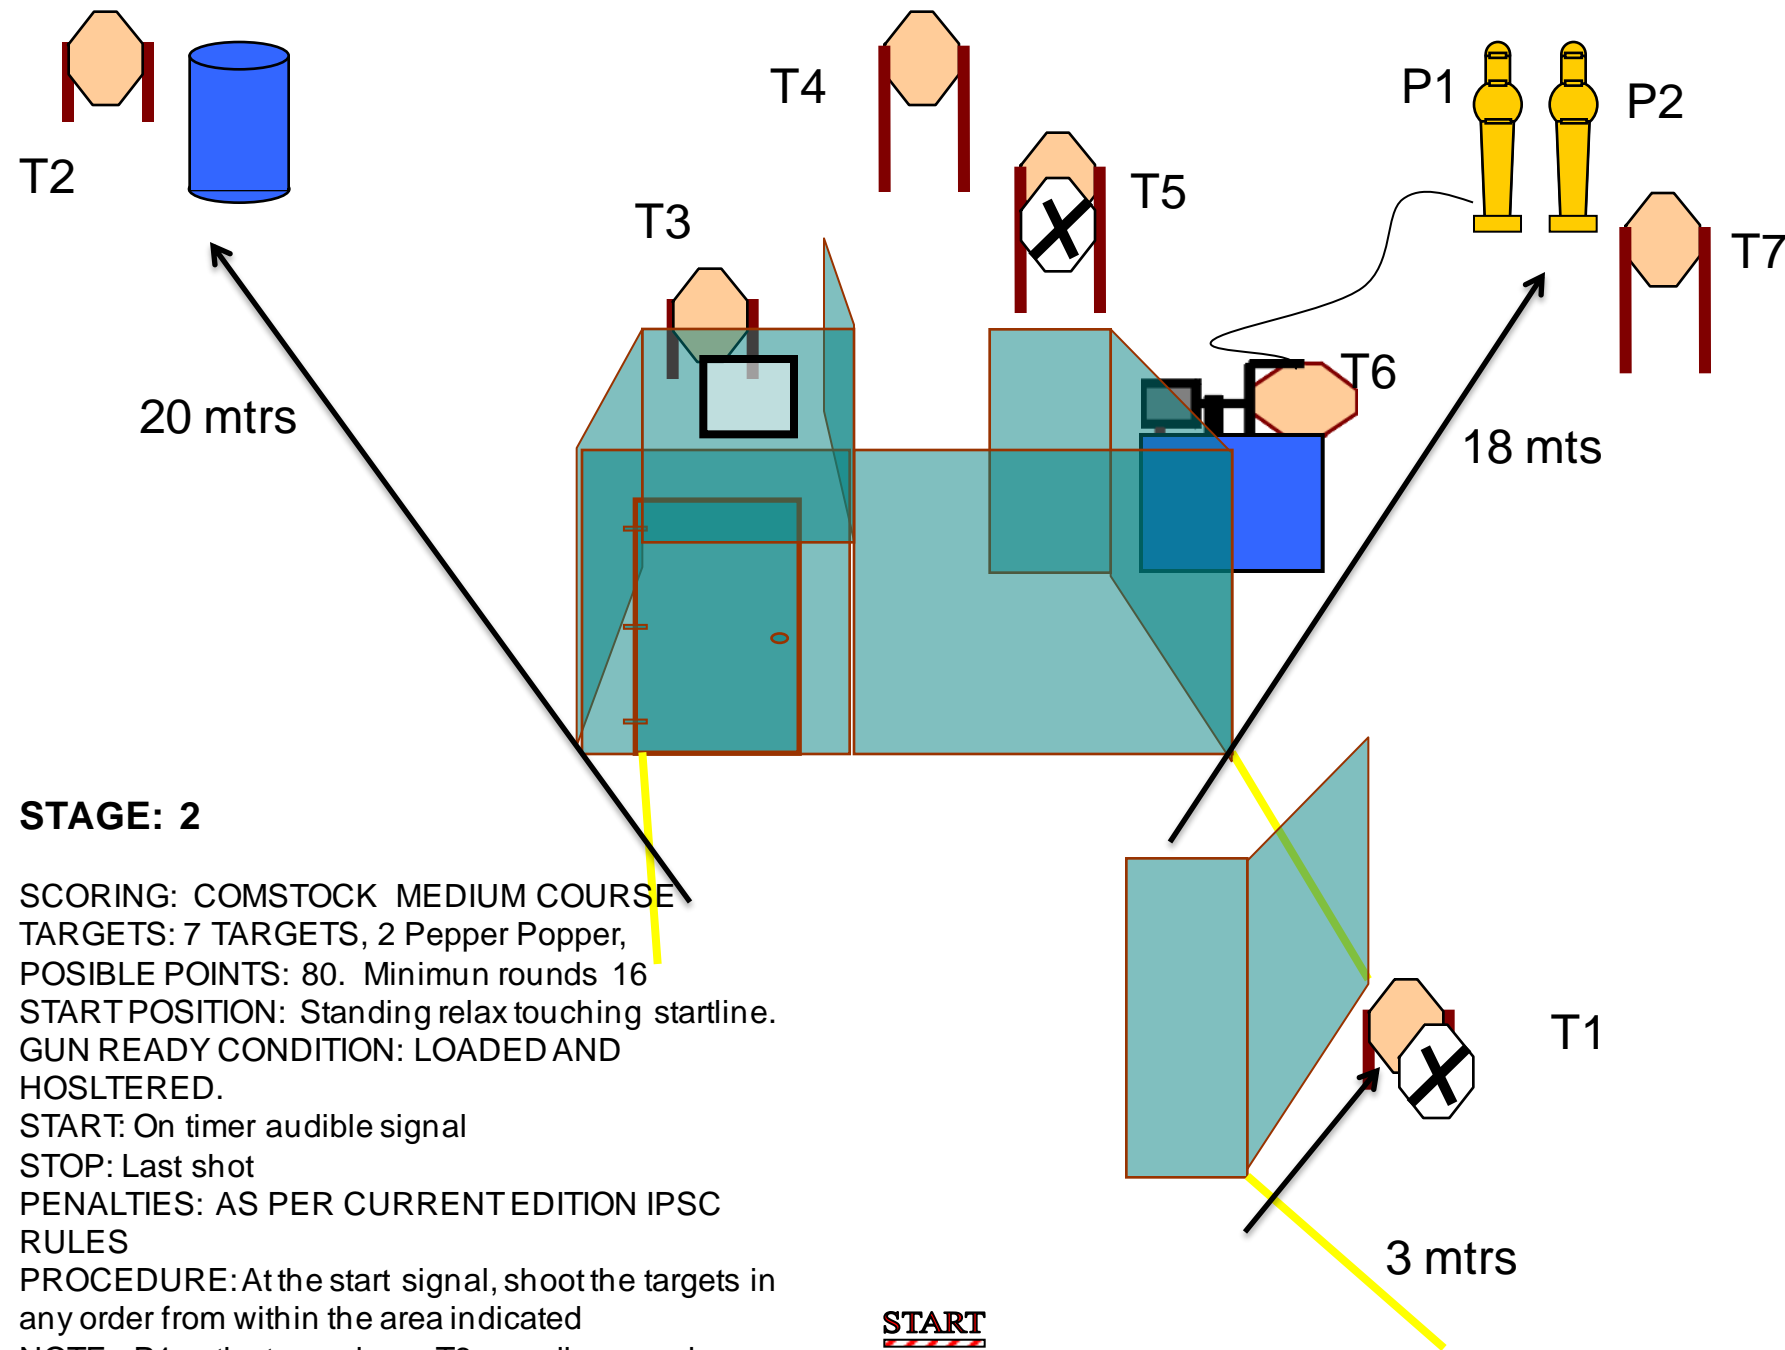 P1
T4
P2
T2
T5
T3
T7
T6
20 mtrs
18 mts
STAGE: 2
SCORING: COMSTOCK MEDIUM COURSE
TARGETS: 7 TARGETS, 2 Pepper Popper,
POSIBLE POINTS: 80. Minimun rounds 16
START POSITION: Standing relax touching startline.
GUN READY CONDITION: LOADED AND
HOSLTERED.
START: On timer audible signal
STOP: Last shot
PENALTIES: AS PER CURRENT EDITION IPSC
RULES
PROCEDURE: At the start signal, shoot the targets in
any order from within the area indicated
T1
3 mtrs
START